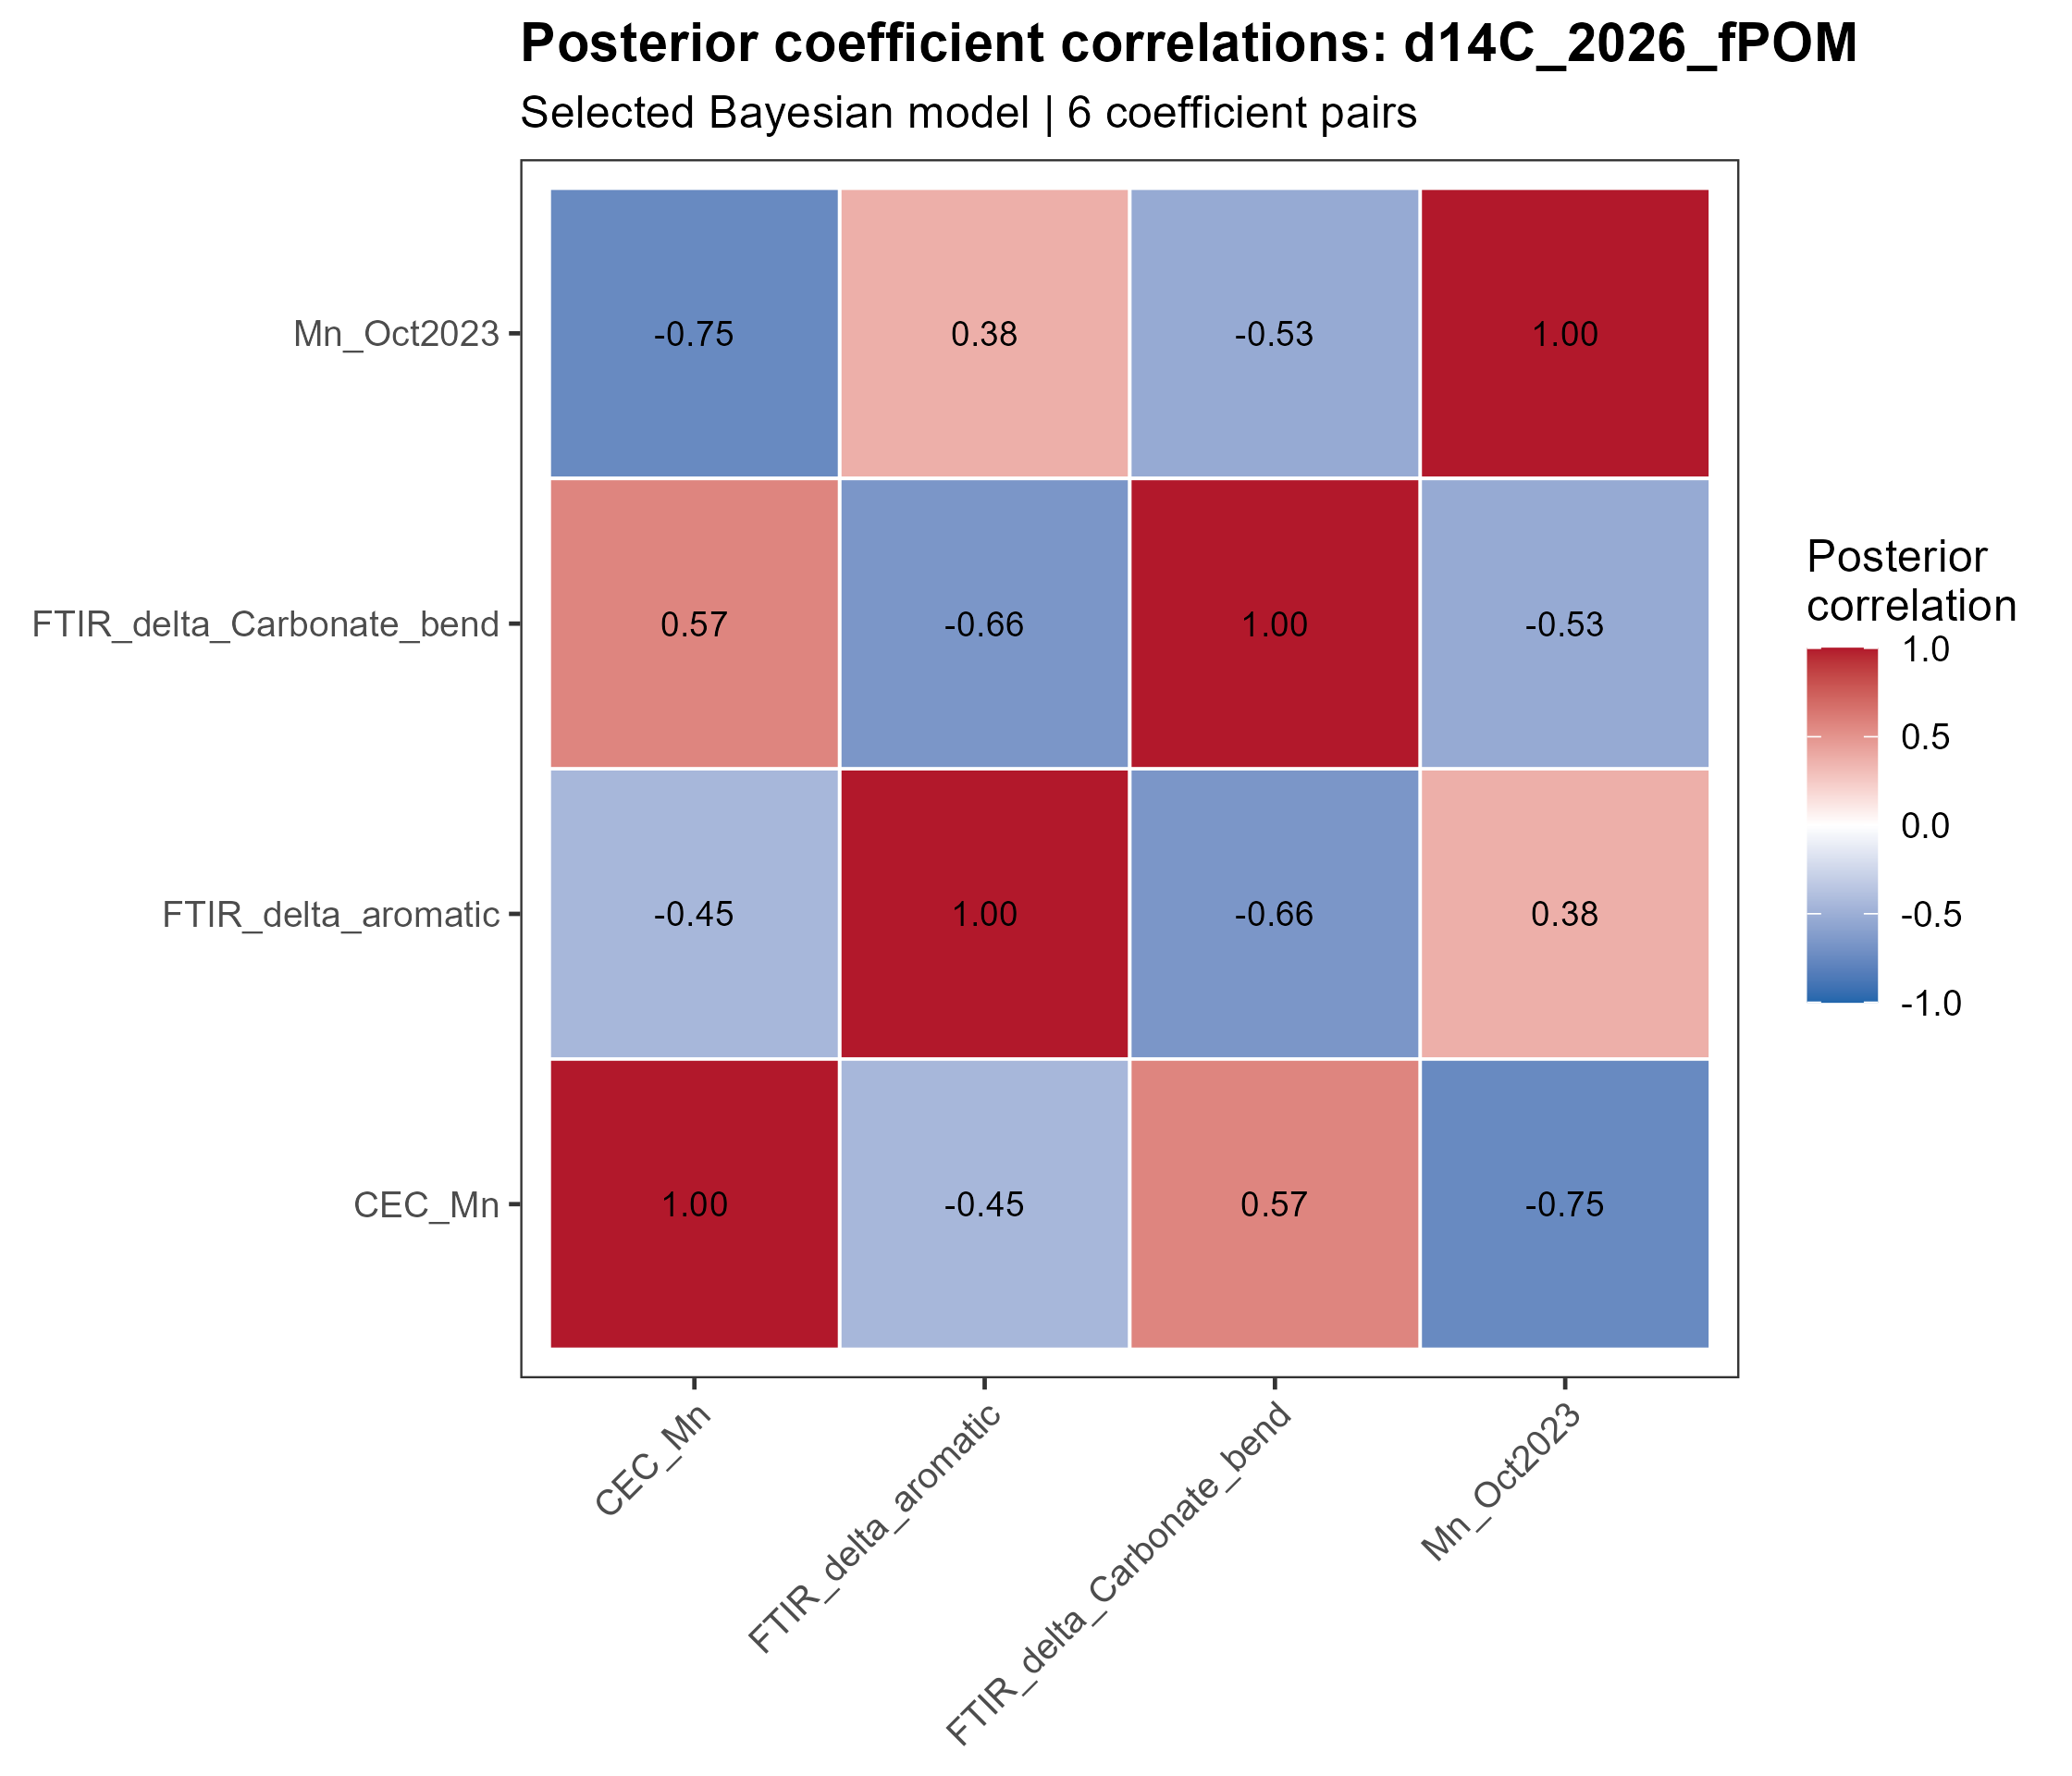 Posterior coefficient correlations: d14C_2026_fPOM
Selected Bayesian model | 6 coefficient pairs
Mn_Oct2023
-0.75
0.38
-0.53
1.00
FTIR_delta_Carbonate_bend
0.57
-0.66
1.00
-0.53
FTIR_delta_aromatic
-0.45
1.00
-0.66
0.38
CEC_Mn
1.00
-0.45
0.57
-0.75
CEC_Mn
FTIR_delta_aromatic
FTIR_delta_Carbonate_bend
Mn_Oct2023
Posterior
correlation
1.0
0.5
0.0
-0.5
-1.0